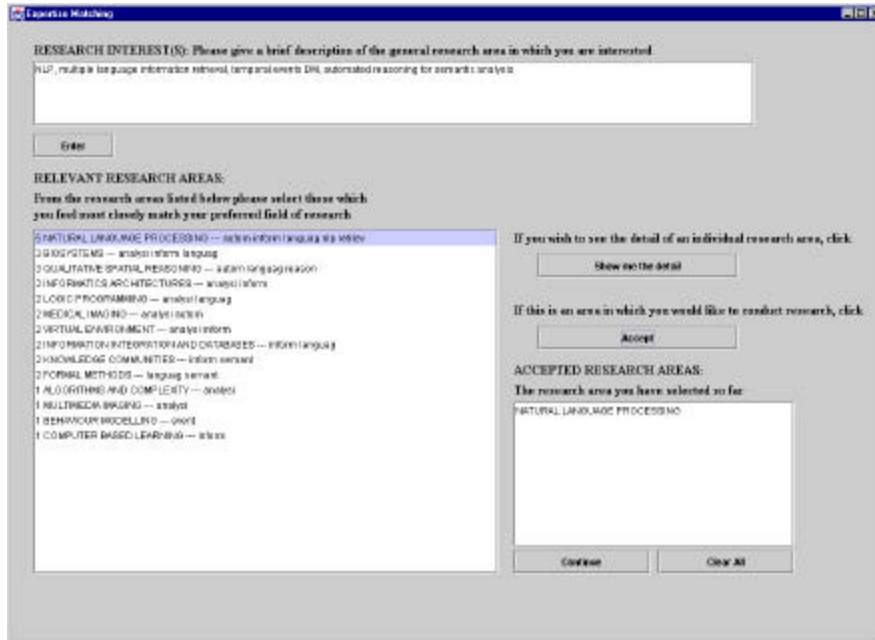 Expertise Matching
RESEARCH INTEREST(S): Please give a brief description of the general research area in which you are interested
NLP, multiple language information retrieval, temporal events DM, automated reasoning for semantic analysis
Enter
RELEVANT RESEARCH AREAS:
From the research areas listed below please select those which
you feel most closely match your preferred field of research
5 NATURAL LANGUAGE PROCESSING --- autom inform languag nlp retriev
3 BIOSYSTEMS --- analysi inform languag
3 QUALITATIVE SPATIAL REASONING --- autom languag reason
2 INFORMATICS ARCHITECTURES --- analysi inform
2 LOGIC PROGRAMMING --- analysi languag
2 MEDICAL IMAGING --- analysi autom
2 VIRTUAL ENVIRONMENT --- analysi inform
2 INFORMATION INTEGRATION AND DATABASES --- inform languag
2 KNOWLEDGE COMMUNITIES --- inform semant
2 FORMAL METHODS --- languag semant
1 ALGORITHMS AND COMPLEXITY --- analysi
1 MULTIMEDIA IMAGING --- analysi
1 BEHAVIOUR MODELLING --- event
1 COMPUTER BASED LEARNING --- inform
If you wish to see the detail of an individual research area, click
Show me the detail
If this is an area in which you would like to conduct research, click
Accept
ACCEPTED RESEARCH AREAS:
The research area you have selected so far
NATURAL LANGUAGE PROCESSING
Continue
Clear All